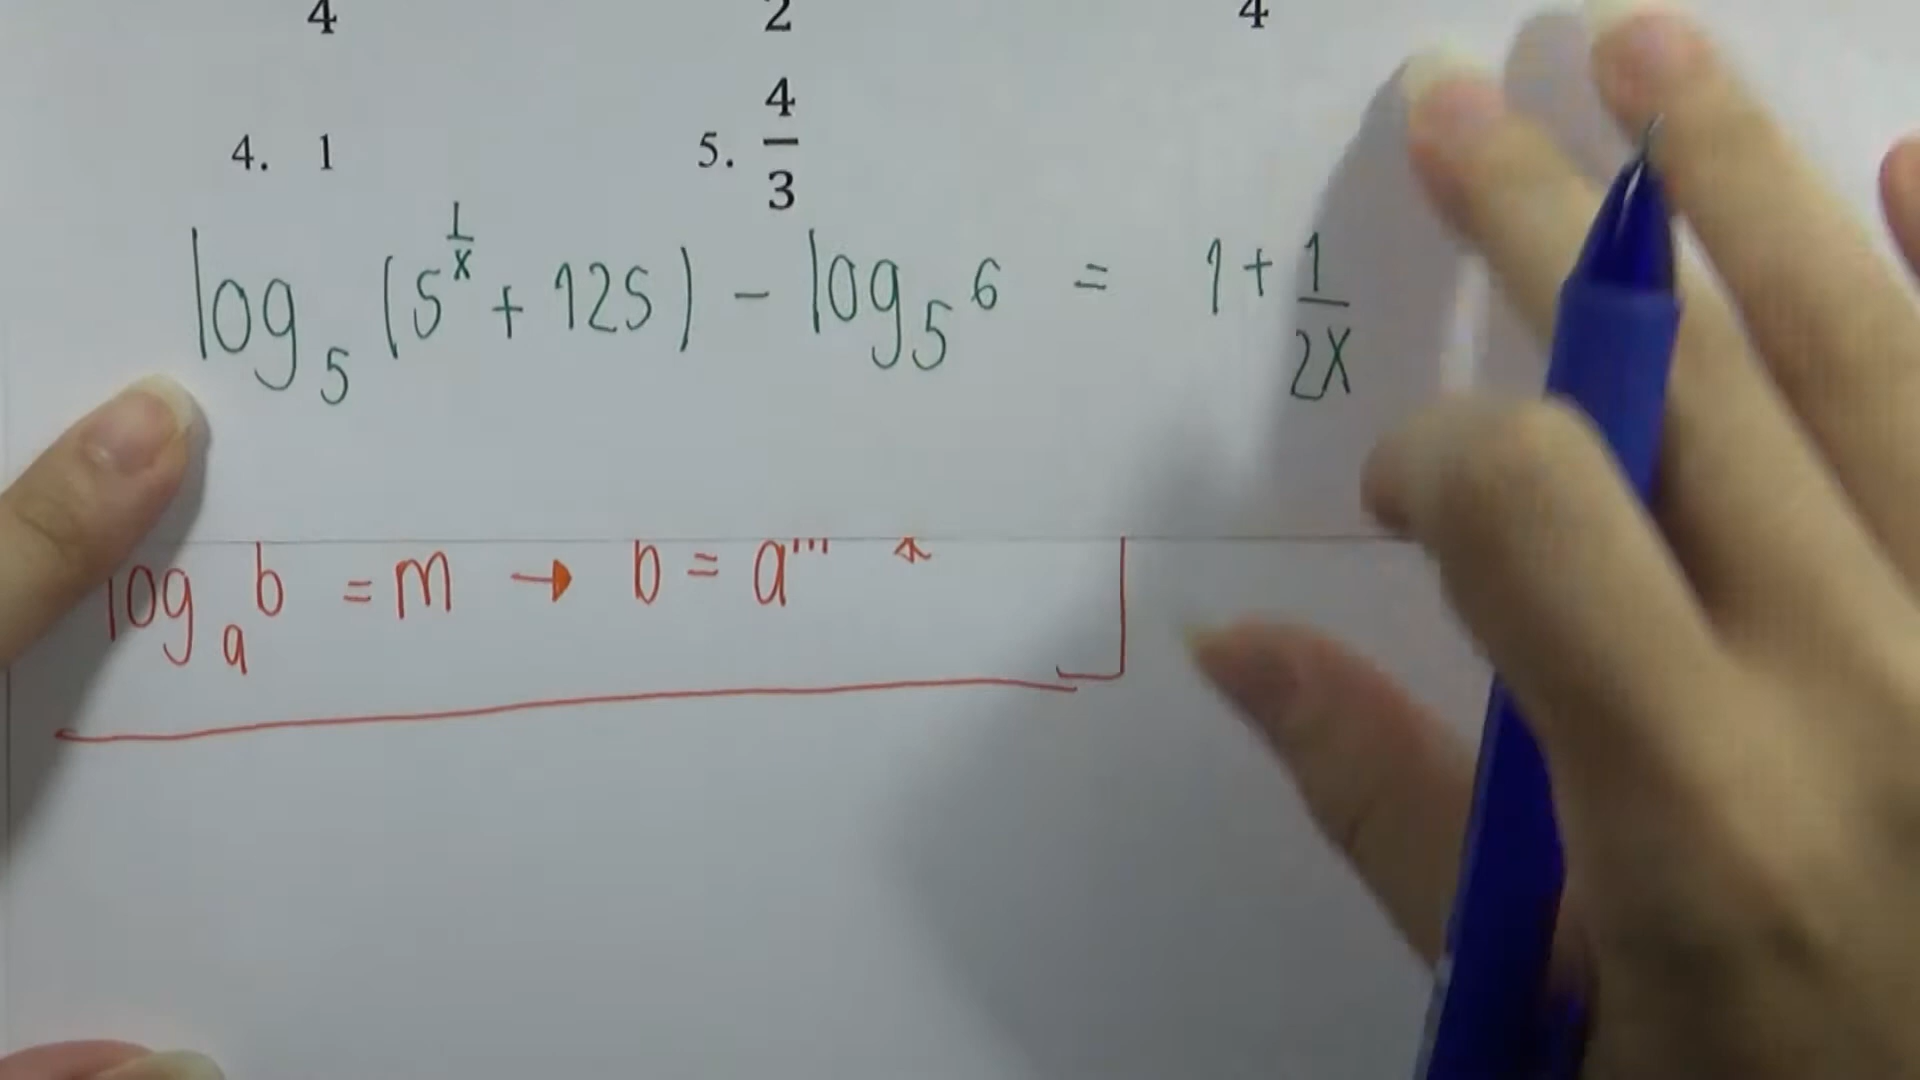 4 2 4
4. 1 5. 4/3
log₅ (5^(1/x) + 125) − log₅ 6 = 1 + 1/2x
log_a b = m → b = a^m